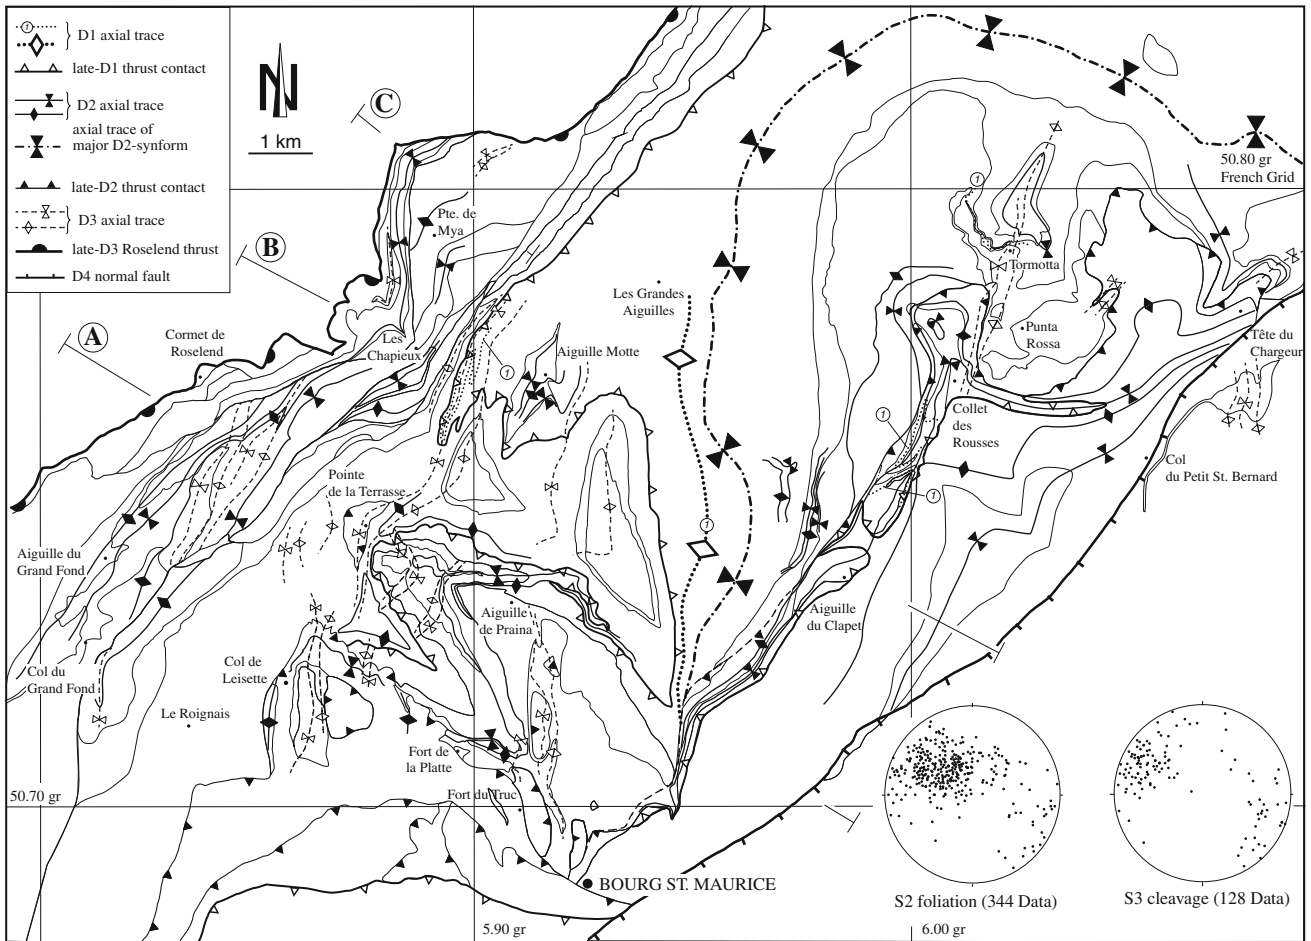 1
D1 axial trace
late-D1 thrust contact
D2 axial trace
axial trace of
major D2-synform
late-D2 thrust contact
D3 axial trace
late-D3 Roselend thrust
D4 normal fault
N
1 km
C
B
A
50.80 gr
French Grid
Pte. de
Mya
1
Tormotta
Les Grandes
Aiguilles
Cormet de
Roselend
Les
Chapieux
Aiguille Motte
1
Punta
Rossa
Tête du
Chargeur
1
Collet
des
Rousses
Col
du Petit St. Bernard
1
Pointe
de la Terrasse
1
Aiguille du
Grand Fond
Aiguille
de Praina
Aiguille
du Clapet
Col de
Leisette
Col du
Grand Fond
Le Roignais
Fort de
la Platte
50.70 gr
Fort du Truc
BOURG ST. MAURICE
S2 foliation (344 Data)
S3 cleavage (128 Data)
5.90 gr
6.00 gr